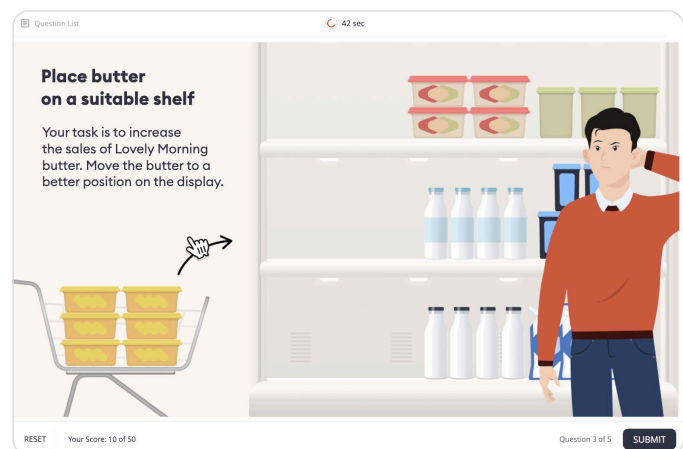 Question List
42 sec
Place butter
on a suitable shelf
Your task is to increase
the sales of Lovely Morning
butter. Move the butter to a
better position on the display.
RESET
Your Score: 10 of 50
Question 3 of 5
SUBMIT